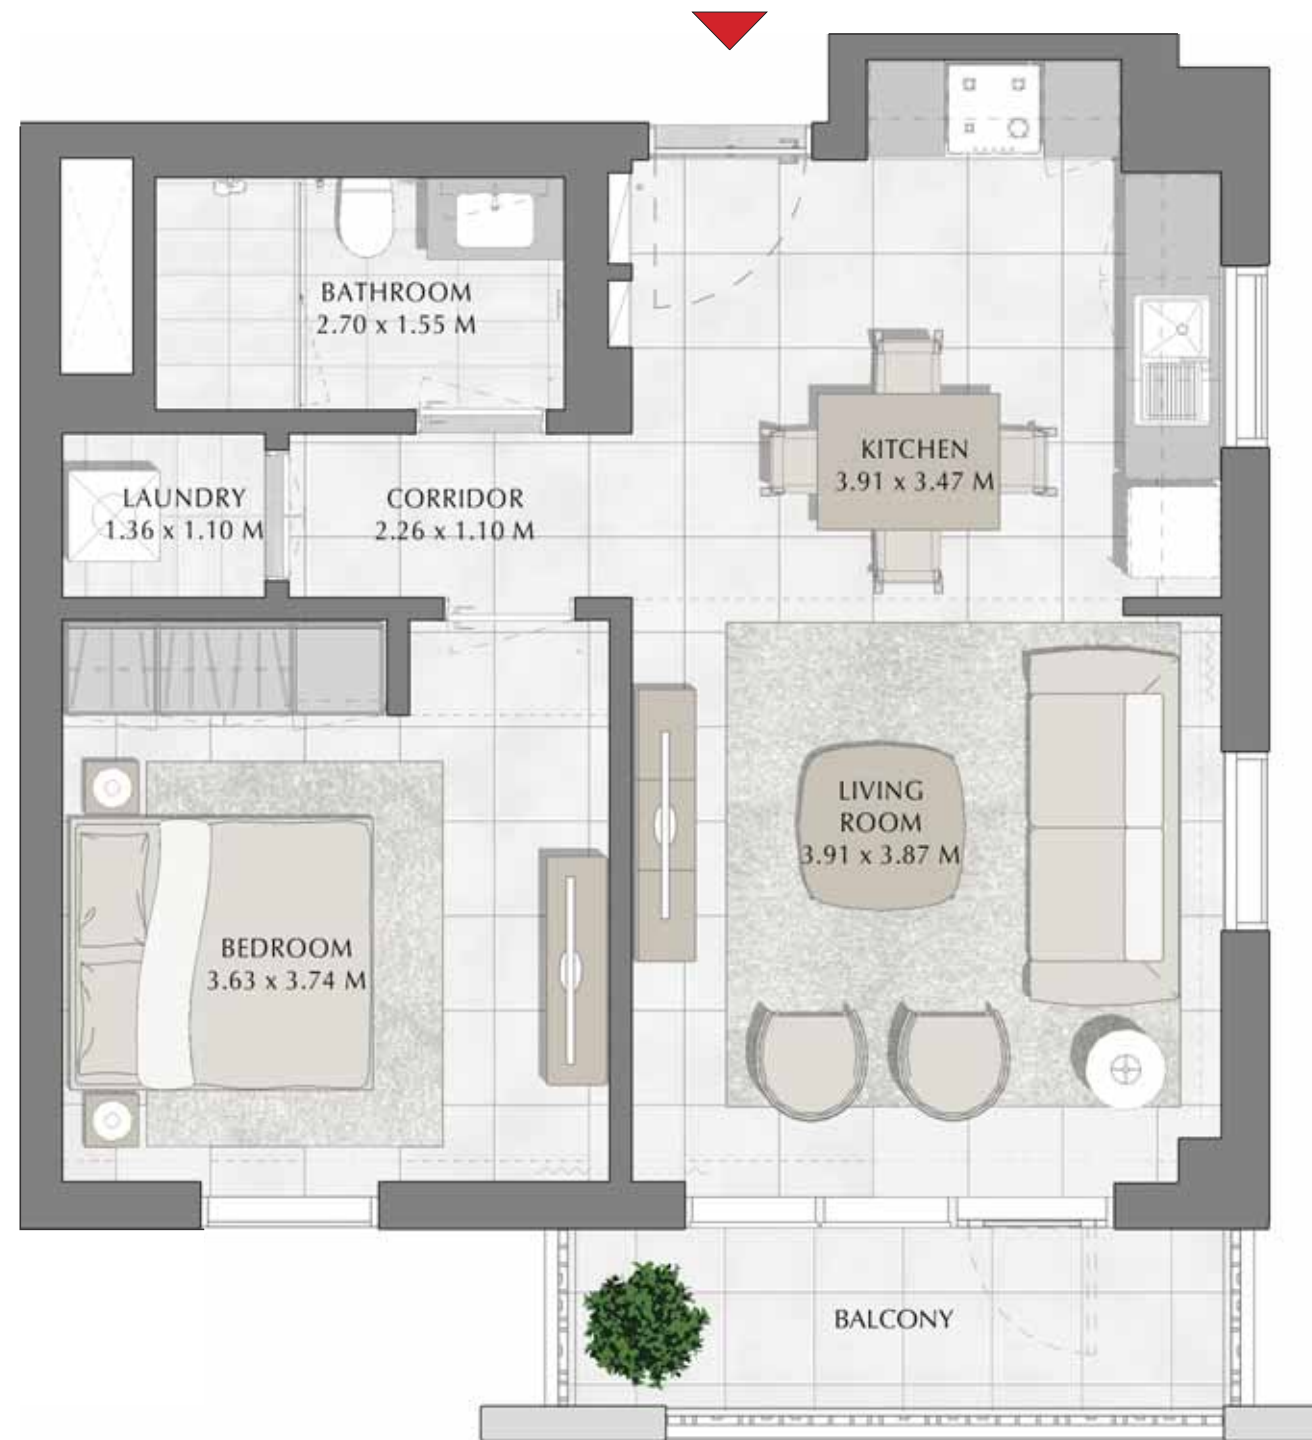 BATHROOM
2.70 x 1.55 M
KITCHEN
3.91 x 3.47 M
LAUNDRY
1.36 x 1.10 M
CORRIDOR
2.26 x 1.10 M
LIVING
ROOM
3.91 x 3.87 M
BEDROOM
3.63 x 3.74 M
BALCONY